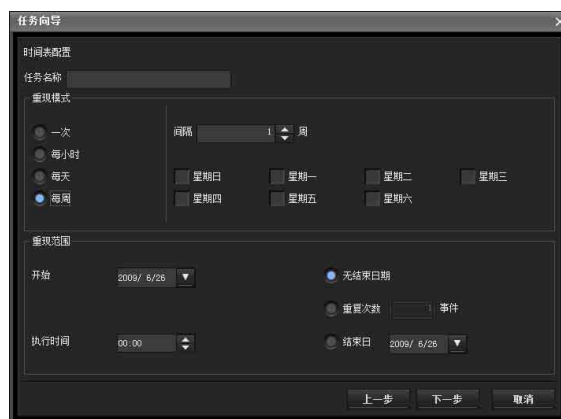 任务向导
时间表配置
任务名称
重现模式
一次
间隔 1 周
每小时
每天
星期日 星期一 星期二 星期三
每周
星期四 星期五 星期六
重现范围
开始 2009/ 6/26 无结束日期
重复次数 1 事件
执行时间 00:00 结束日 2009/ 6/26
上一步 下一步 取消